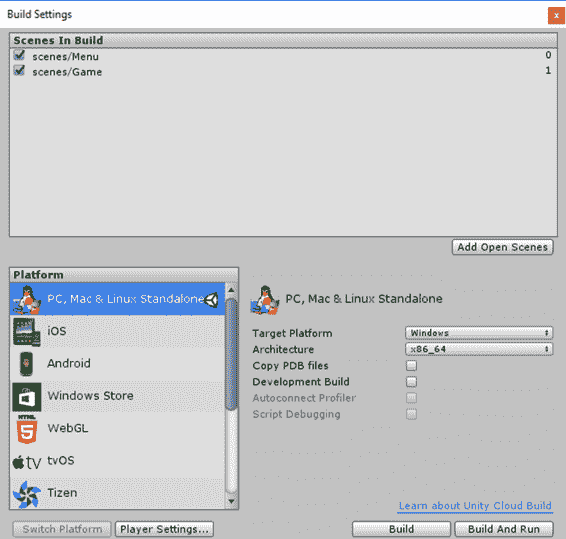 Build Settings
x
Scenes In Build
scenes/Menu 0
scenes/Game 1
Add Open Scenes
Platform
PC, Mac & Linux Standalone
iOS
Android
Windows Store
HTML
5
WebGL
tv
tvOS
Tizen
PC, Mac & Linux Standalone
Target Platform Windows
Architecture x86_64
Copy PDB files
Development Build
Autoconnect Profiler
Script Debugging
Learn about Unity Cloud Build
Switch Platform
Player Settings...
Build
Build And Run